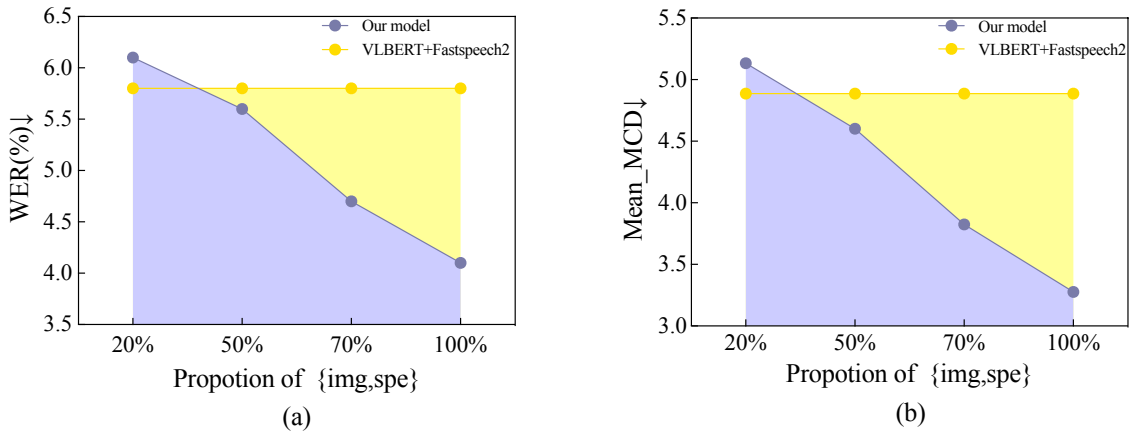 6.5
6.0
5.5
5.0
4.5
4.0
3.5
WER(%)↓
Our model
VLBERT+Fastspeech2
20%
50%
70%
100%
Propotion of {img,spe}
(a)
5.5
5.0
4.5
4.0
3.5
3.0
Mean_MCD↓
Our model
VLBERT+Fastspeech2
20%
50%
70%
100%
Propotion of {img,spe}
(b)